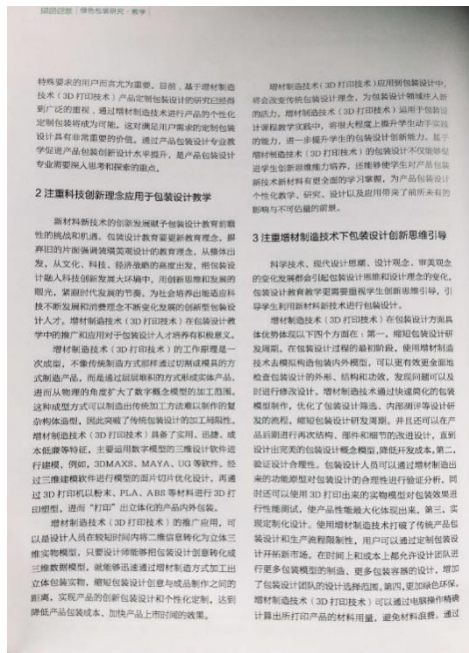 绿色包装 | 绿色包装研究·教学
特殊要求的用户而言尤为重要。目前，基于增材制造
技术（3D打印技术）产品定制包装设计的研究已经得
到广泛的重视，通过增材制造技术进行产品的个性化
定制包装将成为可能。这对满足用户需求的定制包装
设计具有非常重要的价值。通过产品包装设计专业教
学促进产品包装创新设计水平提升，是产品包装设计
专业需要深入思考和探索的重点。
2 注重科技创新理念应用于包装设计教学
新材料新技术的创新发展赋予包装设计教育前瞻
性的挑战和机遇。包装设计教育要更新教育理念，摒
弃旧的片面强调装璜美观设计的教育理念，从整体出
发，从文化、科技、经济战略的高度出发，把包装设
计融入科技创新发展大环境中，用创新思维和发展的
眼光，紧跟时代发展的节奏，为社会培养出能适应科
技不断发展和消费理念不断变化发展的创新型包装设
计人才。增材制造技术（3D打印技术）在包装设计教
学中的推广和应用对于包装设计人才培养有积极意义。
增材制造技术（3D打印技术）的工作原理是一
次成型，不像传统制造方式那样通过切削或模具的方
式制造产品，而是通过层层堆积的方式形成实体产品，
进而从物理的角度扩大了数字概念模型的加工范围。
这种成型方式可以制造出传统加工方法难以制作的复
杂构体造型，因此突破了传统包装设计的加工局限性。
增材制造技术（3D打印技术）具备了实用，迅捷，成
本低廉等特征，主要运用数字模型的三维设计软件进
行建模，例如，3DMAXS，MAYA，UG等软件。经
过三维建模软件进行模型的面片切片优化设计，再通
过3D打印机以粉末、PLA、ABS等材料进行3D打
印塑型，进而“打印”出立体化的产品内外包装。
增材制造技术（3D打印技术）的推广应用，可
以是设计人员在较短时间内将二维信息转化为立体三
维实物模型，只要设计师能够把包装设计创意转化成
三维数据模型，就能够迅速通过增材制造方式加工出
立体包装实物，缩短包装设计创意与成品制作之间的
距离，实现产品的创新包装设计和个性化定制，达到
降低产品包装成本、加快产品上市时间的效果。
增材制造技术（3D打印技术）应用到包装设计中，
将会改变传统包装设计理念，为包装设计领域注入新
的活力。增材制造技术（3D打印技术）运用于包装设
计课程教学实践中，将很大程度上提升学生动手实践
的能力，进一步提升学生的包装设计创新能力。基于
增材制造技术（3D打印技术）的包装设计不仅能够促
进学生创新思维能力培养，还能够使学生对产品包装
新技术新材料有更全面的学习掌握，为产品包装设计
个性化教学、研究、设计以及应用带来了前所未有的
影响与不可估量的前景。
3 注重增材制造技术下包装设计创新思维引导
科学技术、现代设计思潮、设计观念、审美观念
的变化发展都会引起包装设计思维和设计理念的变化，
包装设计教育教学更需要重视学生创新思维引导，引
导学生利用新材料新技术进行包装设计。
增材制造技术（3D打印技术）在包装设计方面具
体优势体现以下四个方面在：第一，缩短包装设计研
发周期。在包装设计过程的最初阶段，使用增材制造
技术去模拟构造包装内外模型，可以更有效更全面地
检查包装设计的外形、结构和功效，发现问题可以及
时进行修改设计。增材制造技术通过快速简化的包装
模型制作，优化了包装设计筛选、内部测评等设计研
发的流程，缩短包装设计研发周期。并且还可以在产
品后期进行再次结构、部件和细节的改进设计，直到
设计出完美的包装设计概念模型，降低开发成本。第二，
验证设计合理性。包装设计人员可以通过增材制造出
来的功能原型对包装设计的合理性进行验证分析，同
时还可以使用3D打印出来的实物模型对包装效果进
行性能测试，使产品性能最大化体现出来。第三，实
现定制化设计。使用增材制造技术打破了传统产品包
装设计和生产流程限制性，用户可以通过定制包装设
计开拓新市场，在时间上和成本上都允许设计团队进
行更多包装模型的制造、更多包装容器的设计，增加
了包装设计团队的设计选择范围。第四，更加绿色环保。
增材制造技术（3D打印技术）可以通过电脑操作精确
计算出所打印产品的材料用量，避免材料浪费，通过